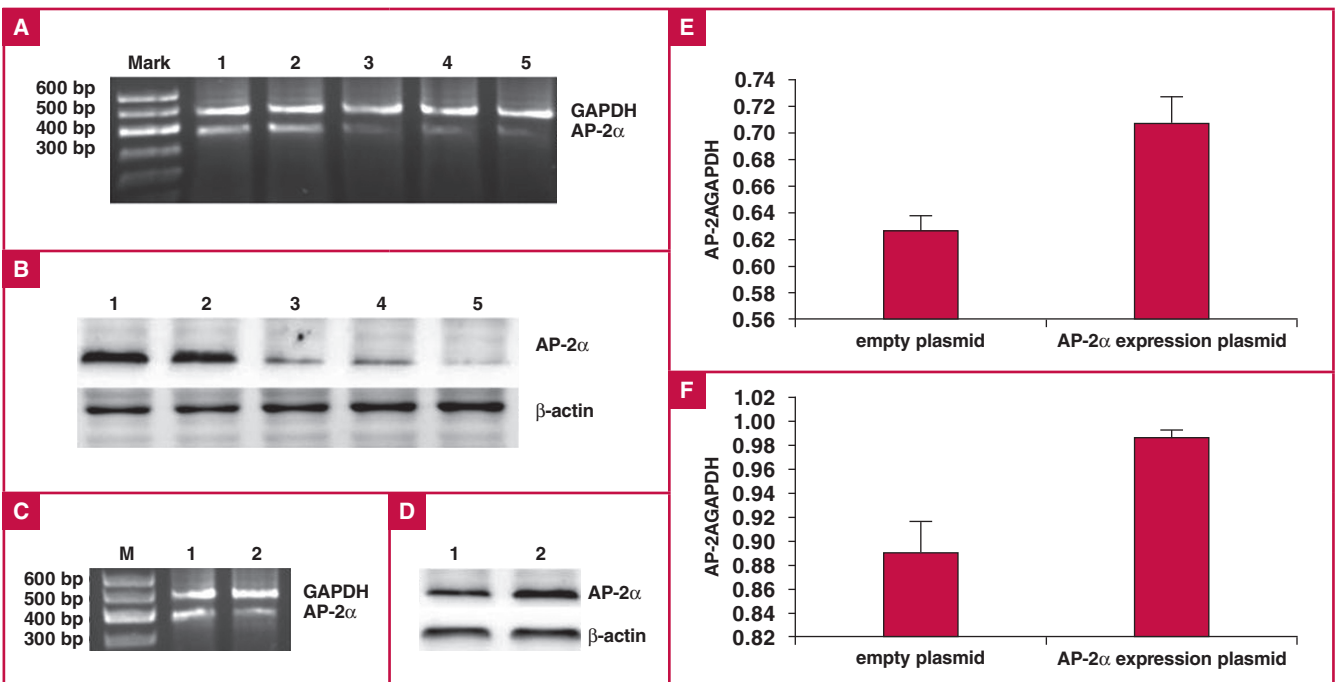 A
Mark 1 2 3 4 5
600 bp
500 bp
400 bp
300 bp
GAPDH
AP-2α
B
1 2 3 4 5
AP-2α
β-actin
C
M 1 2
600 bp
500 bp
400 bp
300 bp
GAPDH
AP-2α
D
1 2
AP-2α
β-actin
E
AP-2AGAPDH
0.74
0.72
0.70
0.68
0.66
0.64
0.62
0.60
0.58
0.56
empty plasmid AP-2α expression plasmid
F
AP-2AGAPDH
1.02
1.00
0.98
0.96
0.94
0.92
0.90
0.88
0.86
0.84
0.82
empty plasmid AP-2α expression plasmid